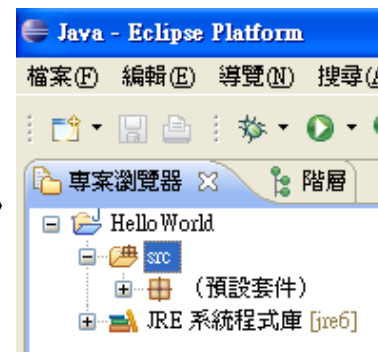 Java - Eclipse Platform
檔案(F) 編輯(E) 導覽(N) 搜尋(
專案瀏覽器 階層
HelloWorld
src
(預設套件)
JRE 系統程式庫 [jre6]